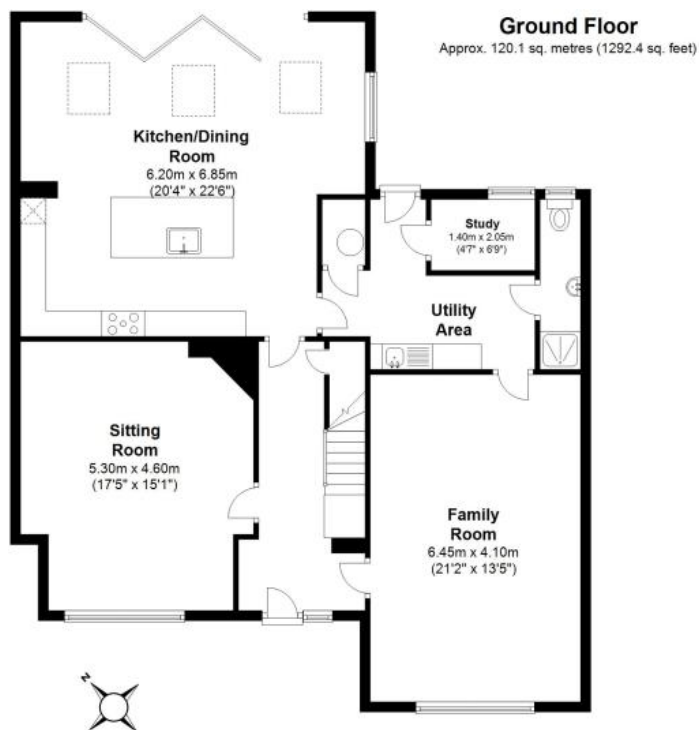 Ground Floor
Approx. 120.1 sq. metres (1292.4 sq. feet)
Kitchen/Dining
Room
6.20m x 6.85m
(20'4" x 22'6")
Study
1.40m x 2.05m
(4'7" x 6'9")
Utility
Area
Sitting
Room
5.30m x 4.60m
(17'5" x 15'1")
Family
Room
6.45m x 4.10m
(21'2" x 13'5")
N